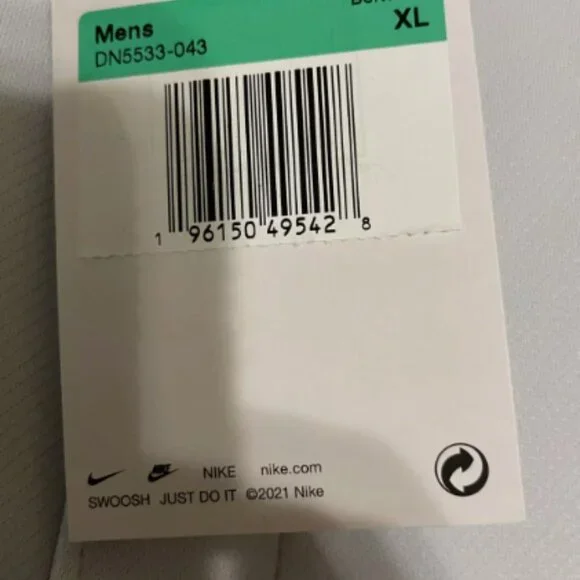 Mens
DN5533-043
XL
1 96150 49542 8
NIKE nike.com
SWOOSH JUST DO IT ©2021 Nike